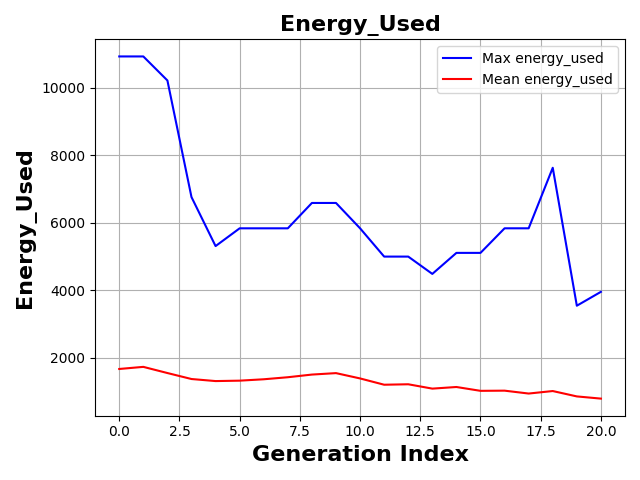 Energy_Used
Max energy_used
Mean energy_used
Energy_Used
10000
8000
6000
4000
2000
0.0 2.5 5.0 7.5 10.0 12.5 15.0 17.5 20.0
Generation Index